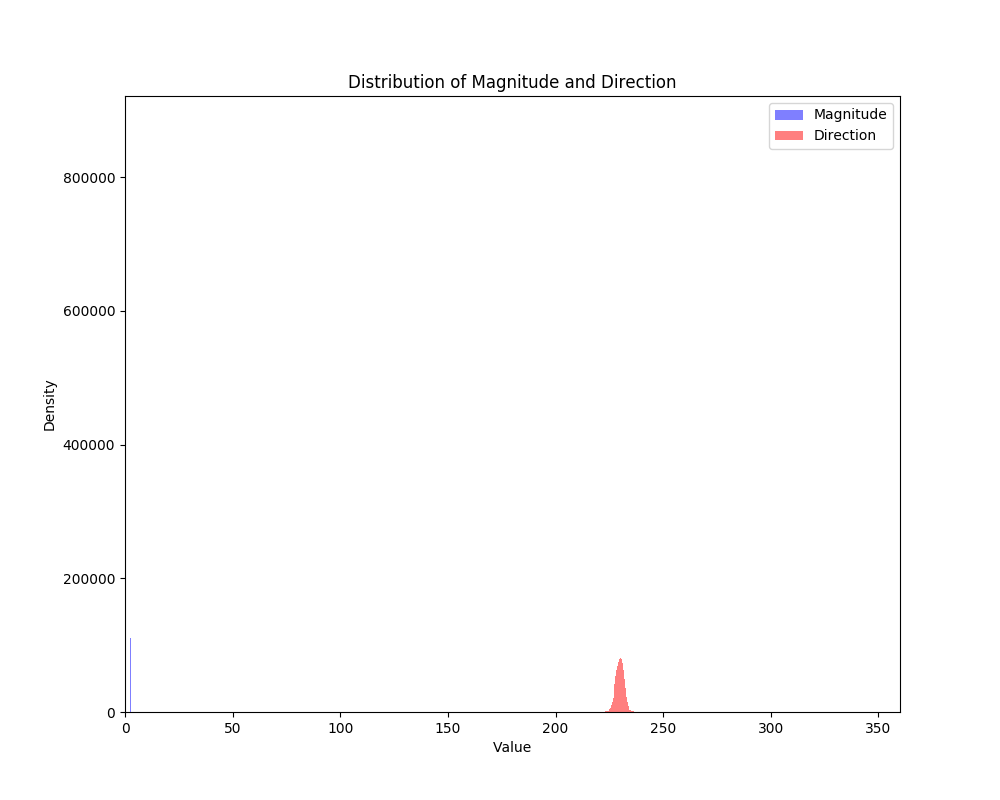 Distribution of Magnitude and Direction
Magnitude
Direction
800000
600000
400000
200000
0
Density
0 50 100 150 200 250 300 350
Value